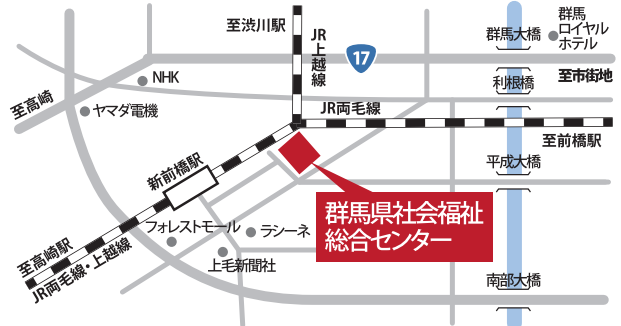 至渋川駅
JR
上越線
17
群馬大橋
群馬
ロイヤル
ホテル
NHK
利根橋
至市街地
至高崎
ヤマダ電機
JR両毛線
至前橋駅
新前橋駅
平成大橋
群馬県社会福祉
総合センター
フォレストモール
ラシーネ
至高崎駅
JR両毛線・上越線
上毛新聞社
南部大橋